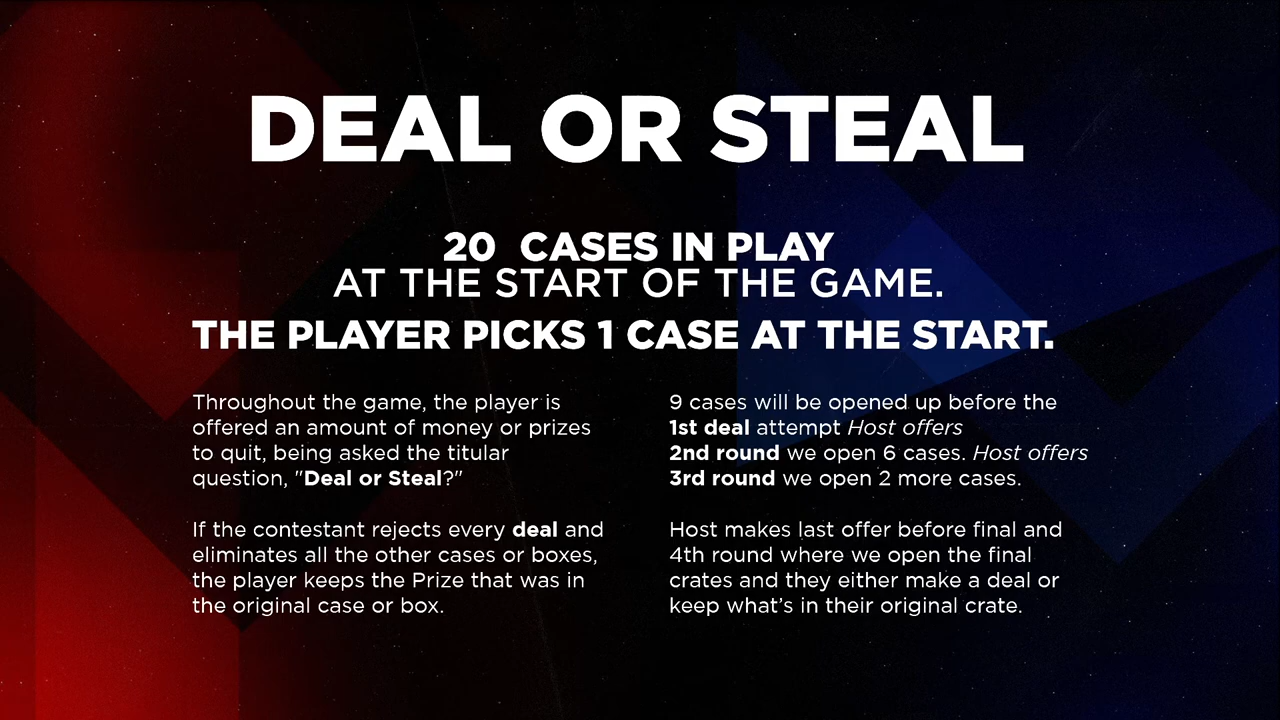 DEAL OR STEAL
20 CASES IN PLAY
AT THE START OF THE GAME.
THE PLAYER PICKS 1 CASE AT THE START.
Throughout the game, the player is
offered an amount of money or prizes
to quit, being asked the titular
question, "Deal or Steal?"
If the contestant rejects every deal and
eliminates all the other cases or boxes,
the player keeps the Prize that was in
the original case or box.
9 cases will be opened up before the
1st deal attempt Host offers
2nd round we open 6 cases. Host offers
3rd round we open 2 more cases.
Host makes last offer before final and
4th round where we open the final
crates and they either make a deal or
keep what's in their original crate.